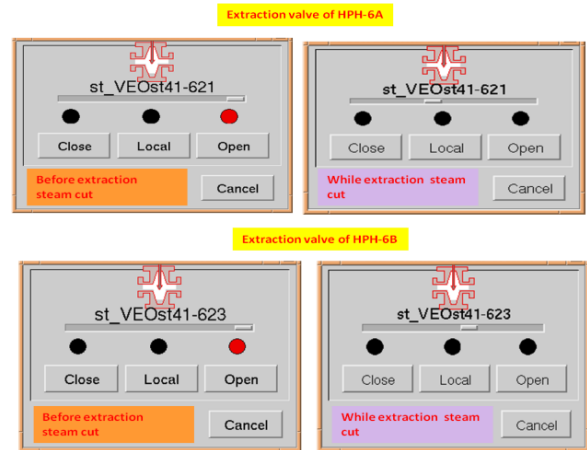 Extraction valve of HPH-6A
st_VEOst41-621
Close Local Open
Before extraction
steam cut
Cancel
st_VEOst41-621
Close Local Open
While extraction steam
cut
Cancel
Extraction valve of HPH-6B
st_VEOst41-623
Close Local Open
Before extraction
steam cut
Cancel
st_VEOst41-623
Close Local Open
While extraction steam
cut
Cancel